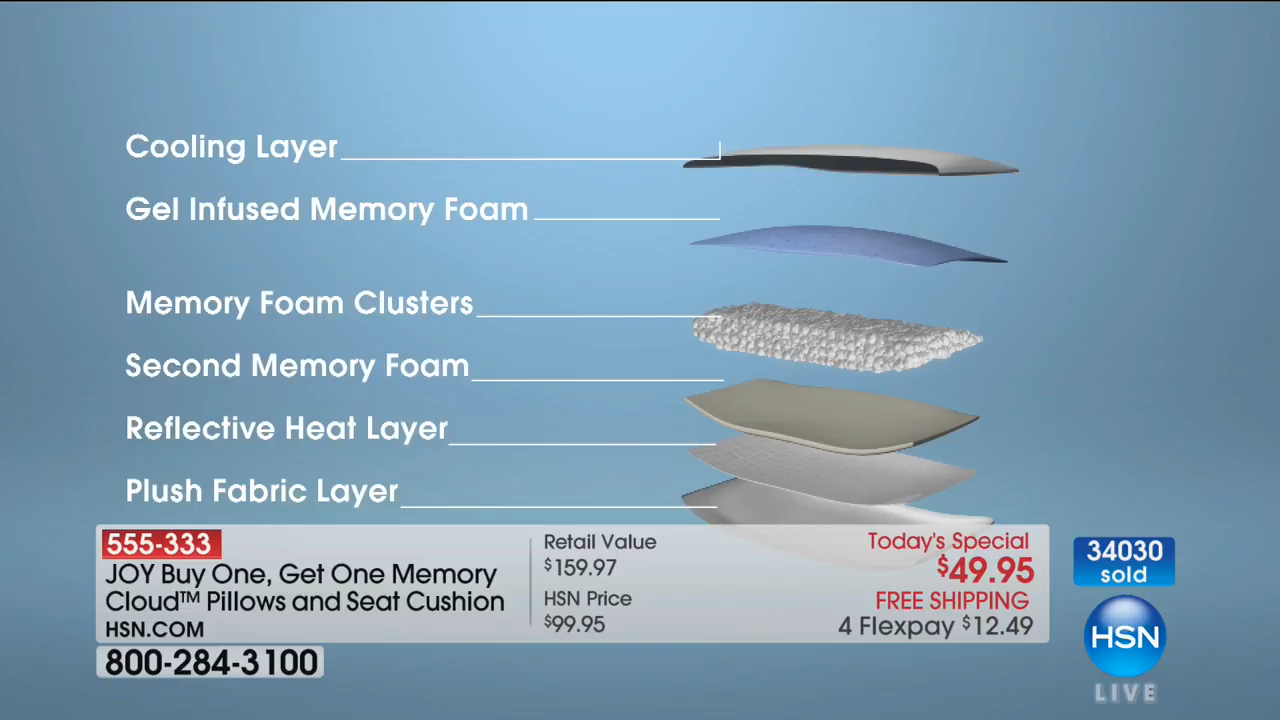 Cooling Layer
Gel Infused Memory Foam
Memory Foam Clusters
Second Memory Foam
Reflective Heat Layer
Plush Fabric Layer
555-333
JOY Buy One, Get One Memory
Cloud™ Pillows and Seat Cushion
HSN.COM
800-284-3100
Retail Value
$159.97
HSN Price
$99.95
Today's Special
$49.95
FREE SHIPPING
4 Flexpay $12.49
34030
sold
HSN
LIVE